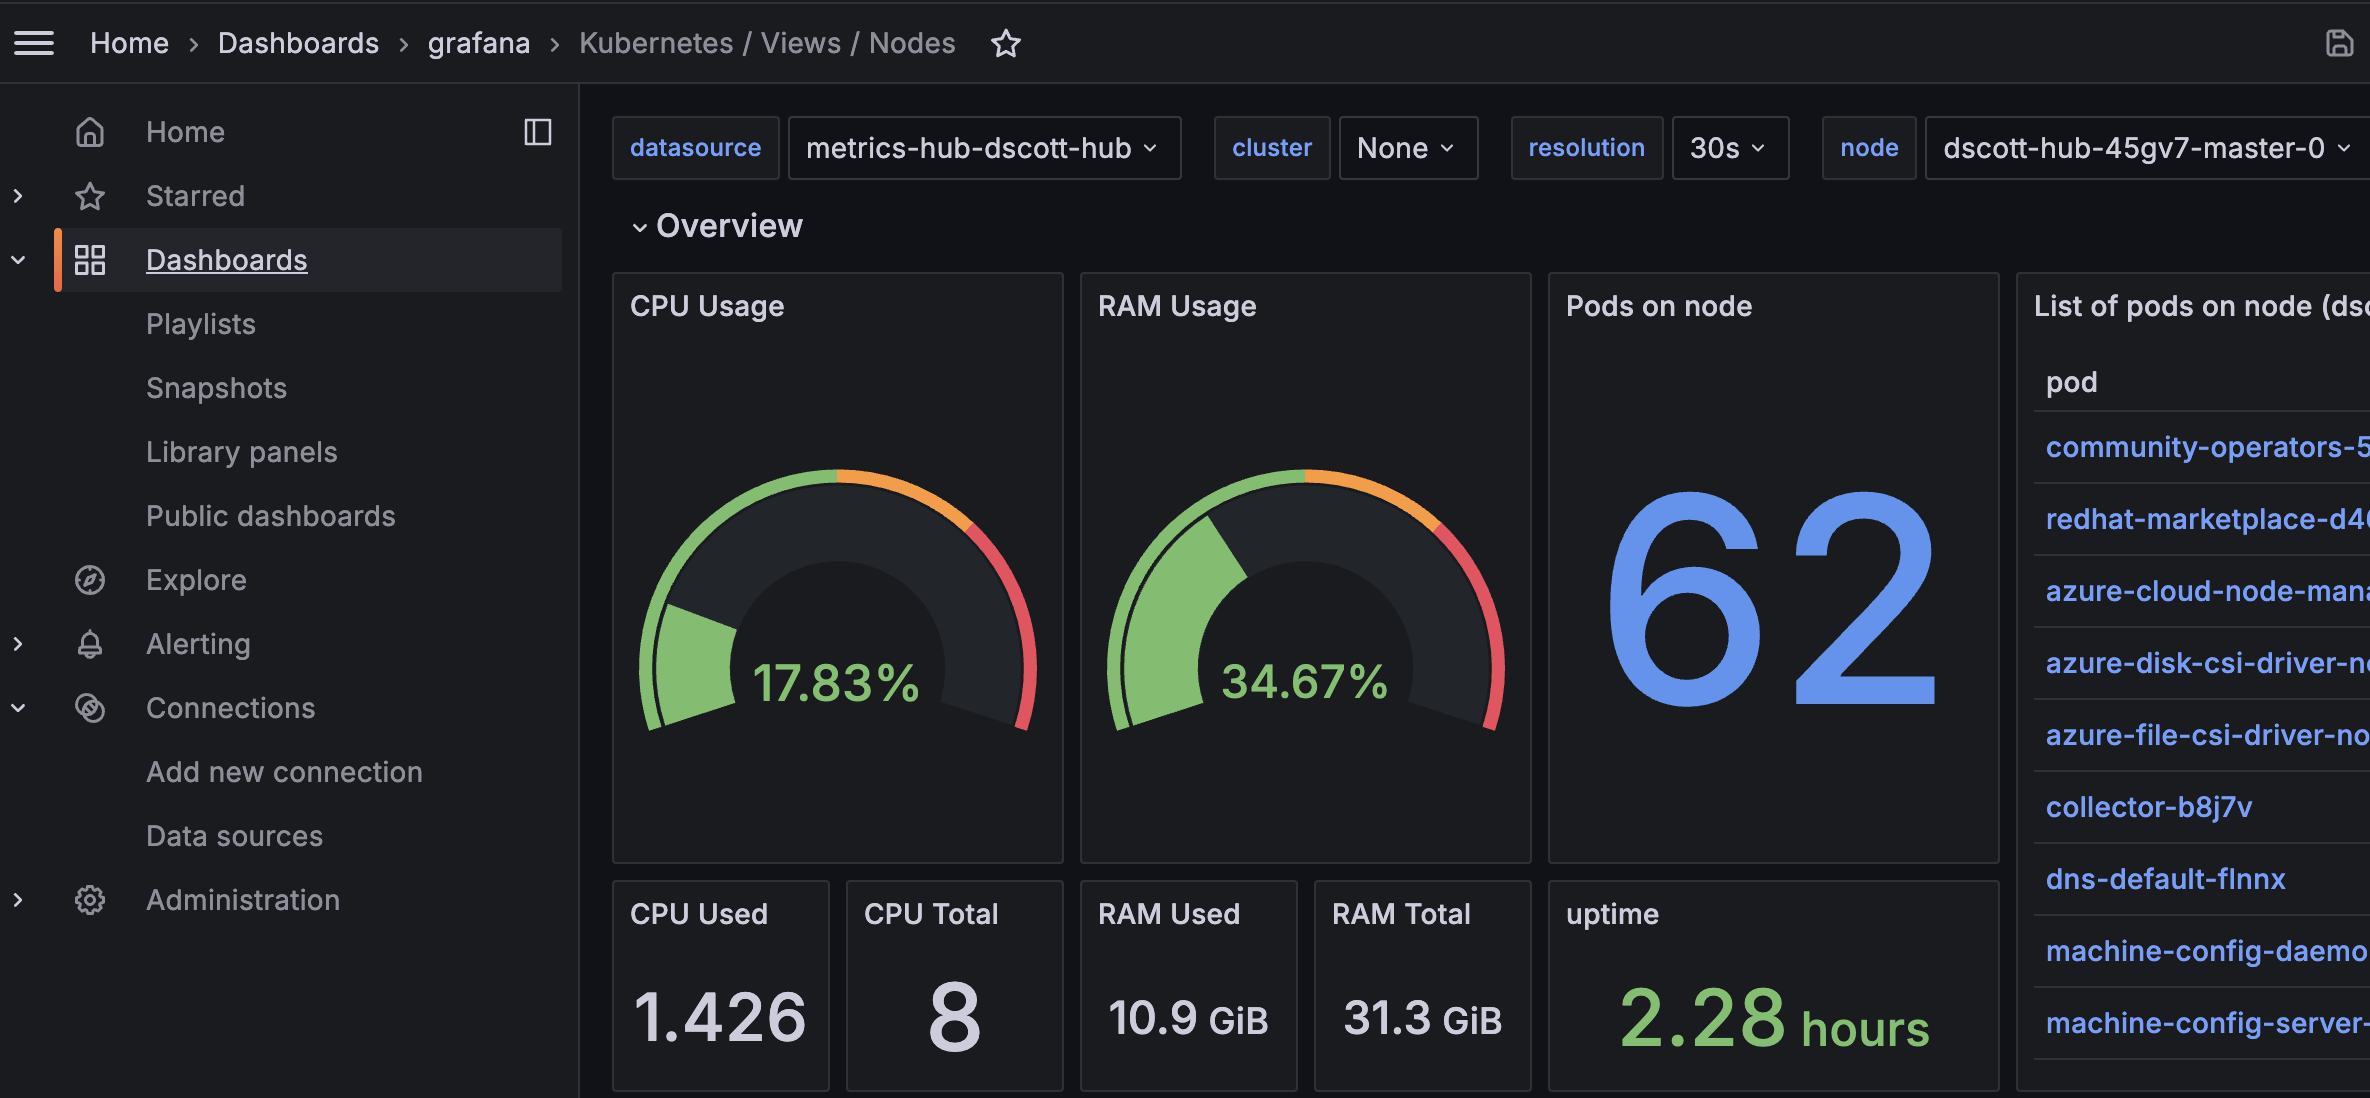 Home › Dashboards › grafana › Kubernetes / Views / Nodes
Home
Starred
Dashboards
Playlists
Snapshots
Library panels
Public dashboards
Explore
Alerting
Connections
Add new connection
Data sources
Administration
datasource metrics-hub-dscott-hub cluster None resolution 30s node dscott-hub-45gv7-master-0
Overview
CPU Usage
17.83%
RAM Usage
34.67%
Pods on node
62
List of pods on node (dsc
pod
community-operators-5
redhat-marketplace-d4
azure-cloud-node-mana
azure-disk-csi-driver-no
azure-file-csi-driver-no
collector-b8j7v
dns-default-flnnx
machine-config-daemo
machine-config-server-
CPU Used
1.426
CPU Total
8
RAM Used
10.9 GiB
RAM Total
31.3 GiB
uptime
2.28 hours